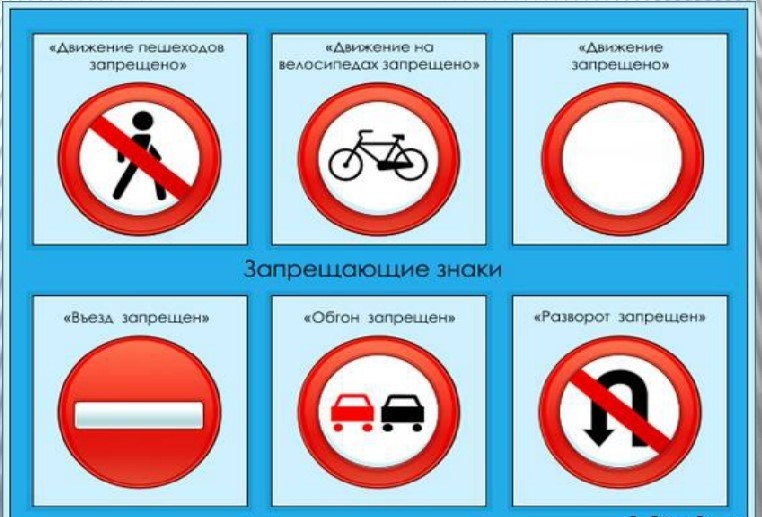 «Движение пешеходов
запрещено»
«Движение на
велосипедах запрещено»
«Движение
запрещено»
Запрещающие знаки
«Въезд запрещен»
«Обгон запрещен»
«Разворот запрещен»